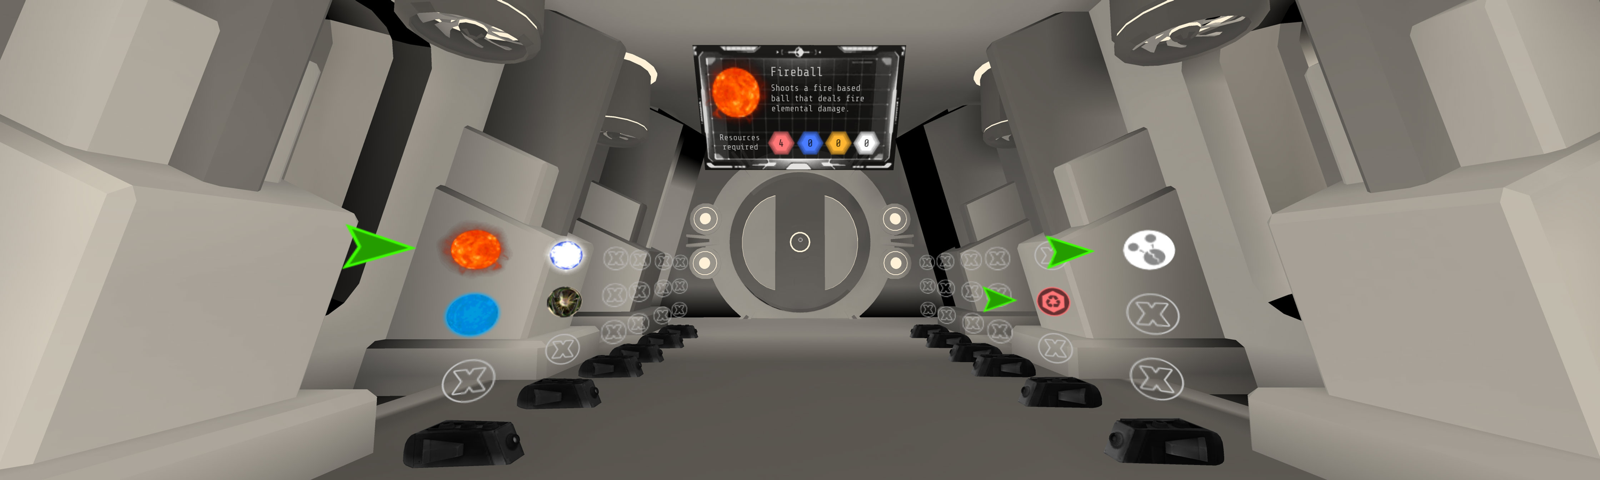 Fireball
Shoots a fire based
ball that deals fire
elemental damage.
Resources
required
4 0 0 0